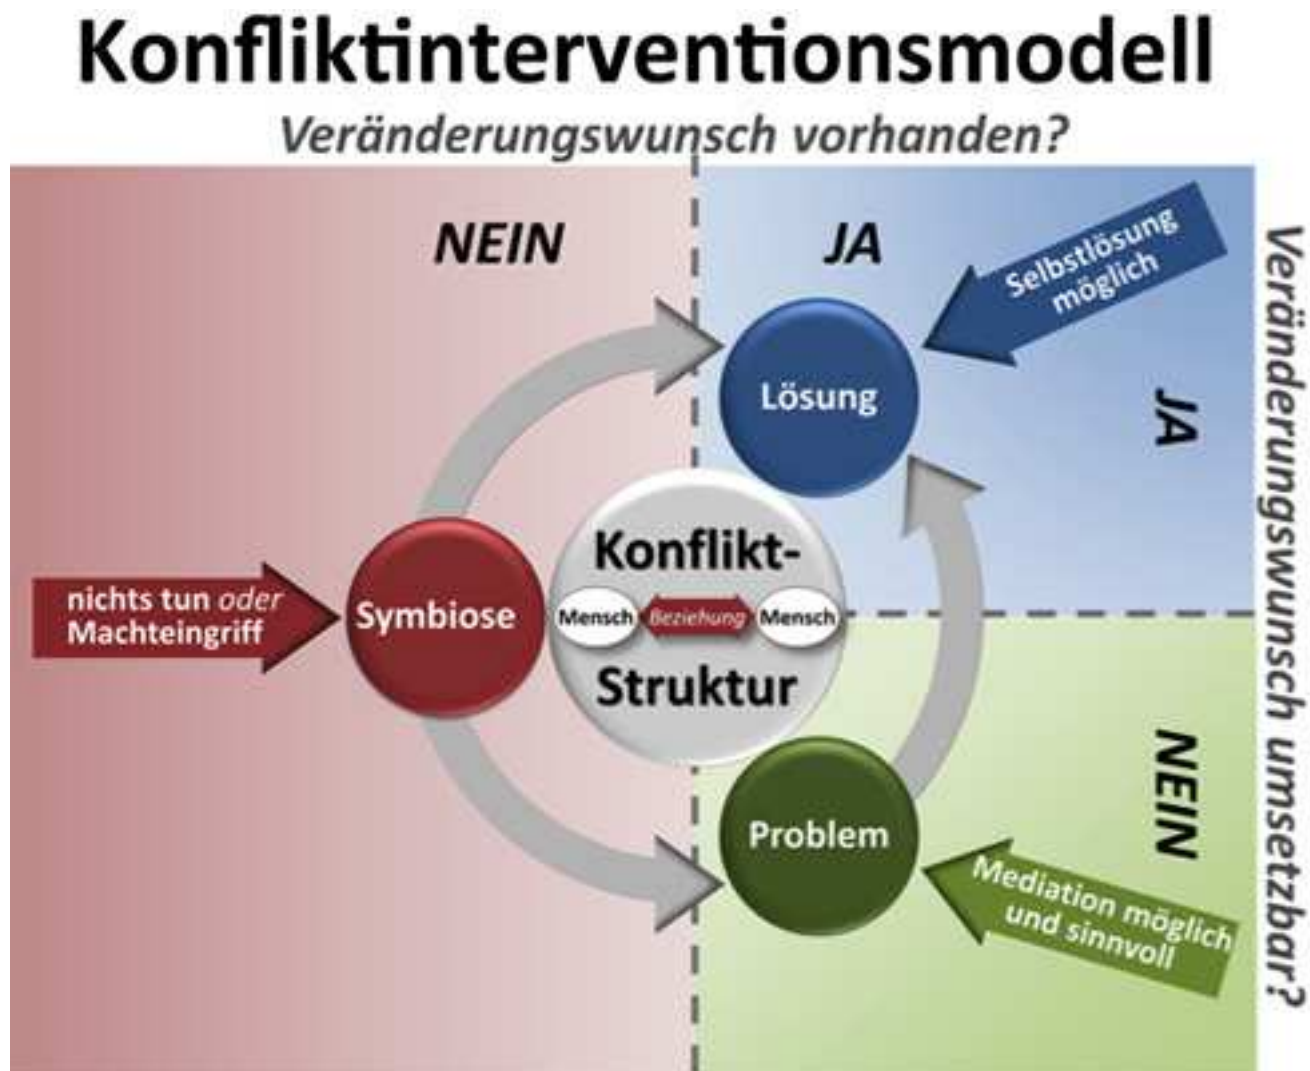 Konfliktinterventionsmodell
Veränderungswunsch vorhanden?
NEIN
JA
Selbstlösung
möglich
Lösung
JA
Veränderungswunsch umsetzbar?
nichts tun oder
Machteingriff
Symbiose
Konflikt-
Mensch Beziehung Mensch
Struktur
NEIN
Problem
Mediation möglich
und sinnvoll